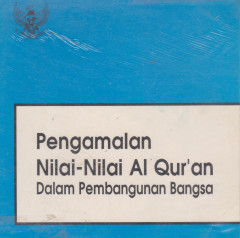 Pengamalan
Nilai-Nilai Al Qur'an
Dalam Pembangunan Bangsa